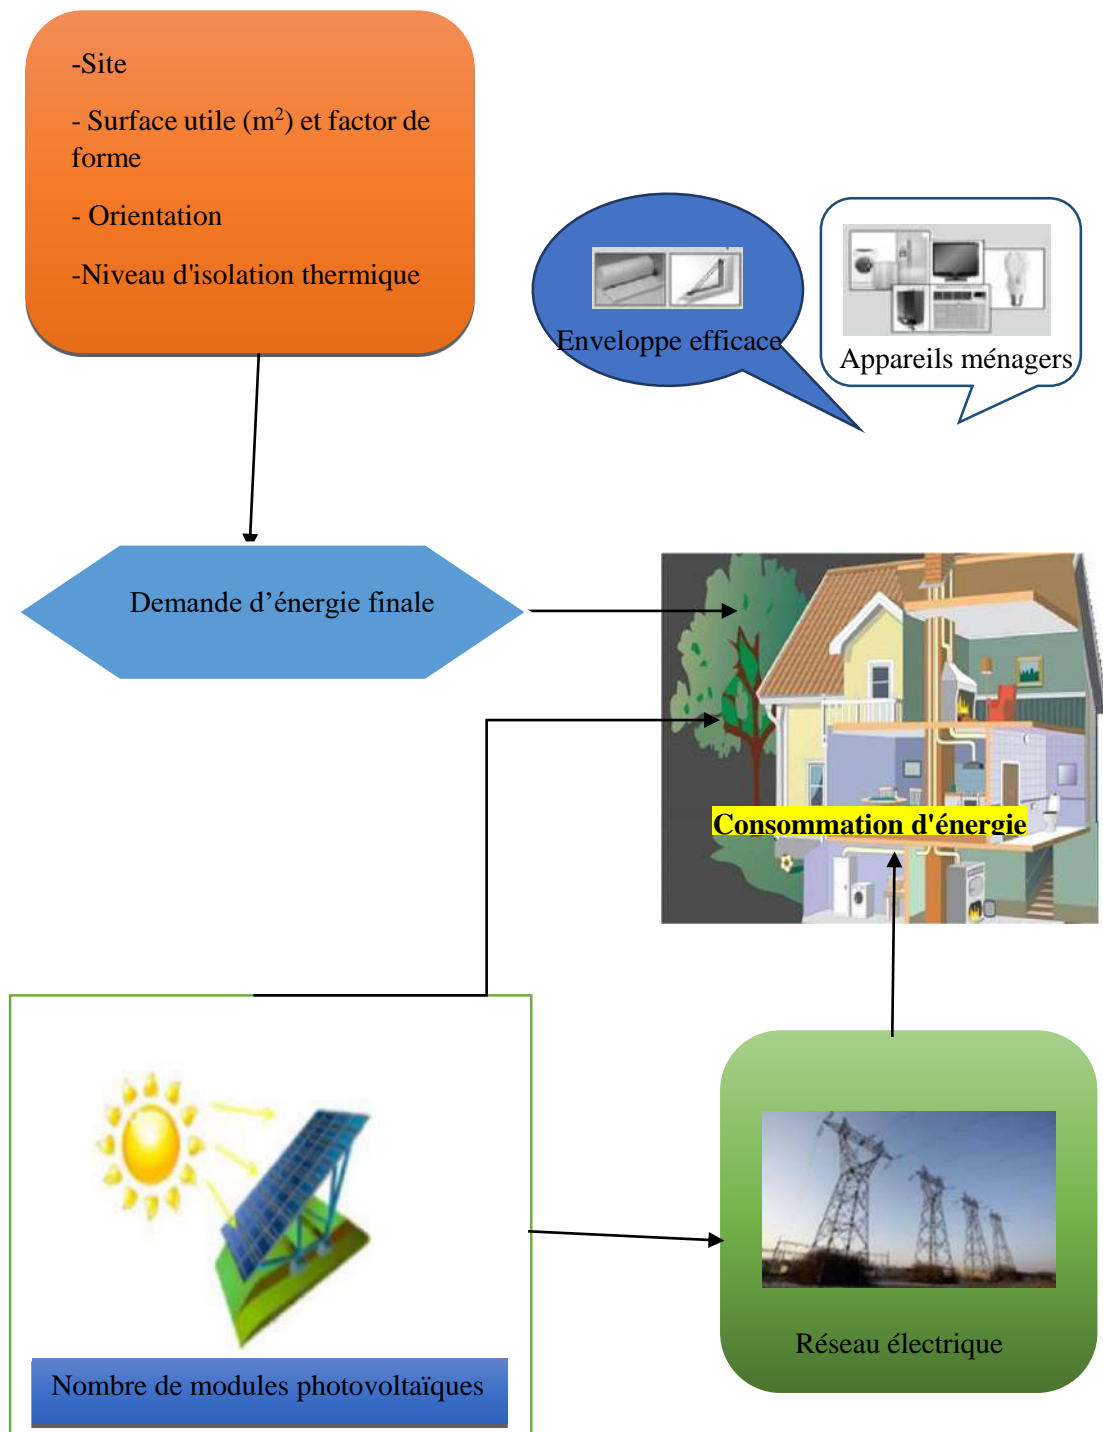 -Site
- Surface utile (m²) et factor de
forme
- Orientation
-Niveau d'isolation thermique
Enveloppe efficace
Appareils ménagers
Demande d’énergie finale
Consommation d'énergie
Réseau électrique
Nombre de modules photovoltaïques